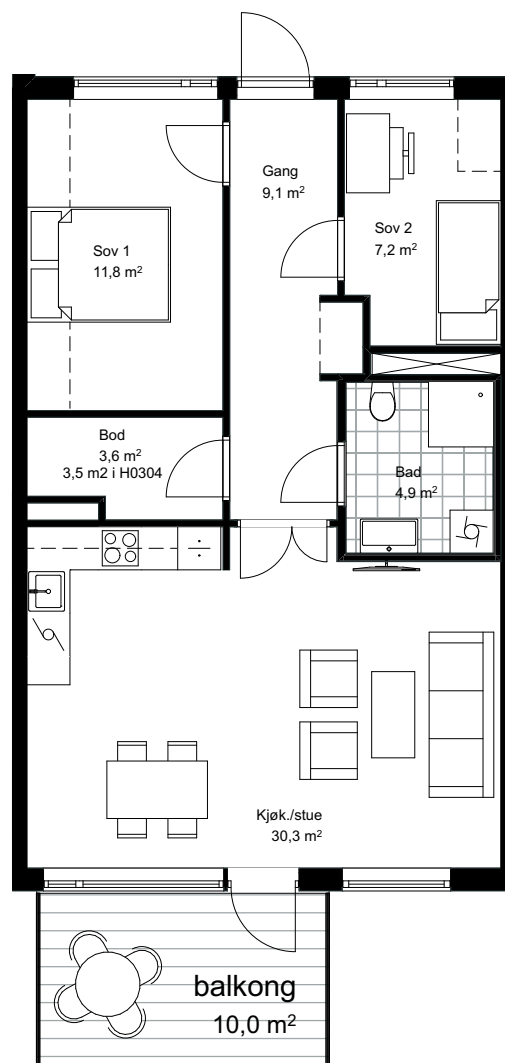 Gang
9,1 m²
Sov 2
7,2 m²
Sov 1
11,8 m²
Bod
3,6 m²
3,5 m2 i H0304
Bad
4,9 m²
Kjøk./stue
30,3 m²
balkong
10,0 m²